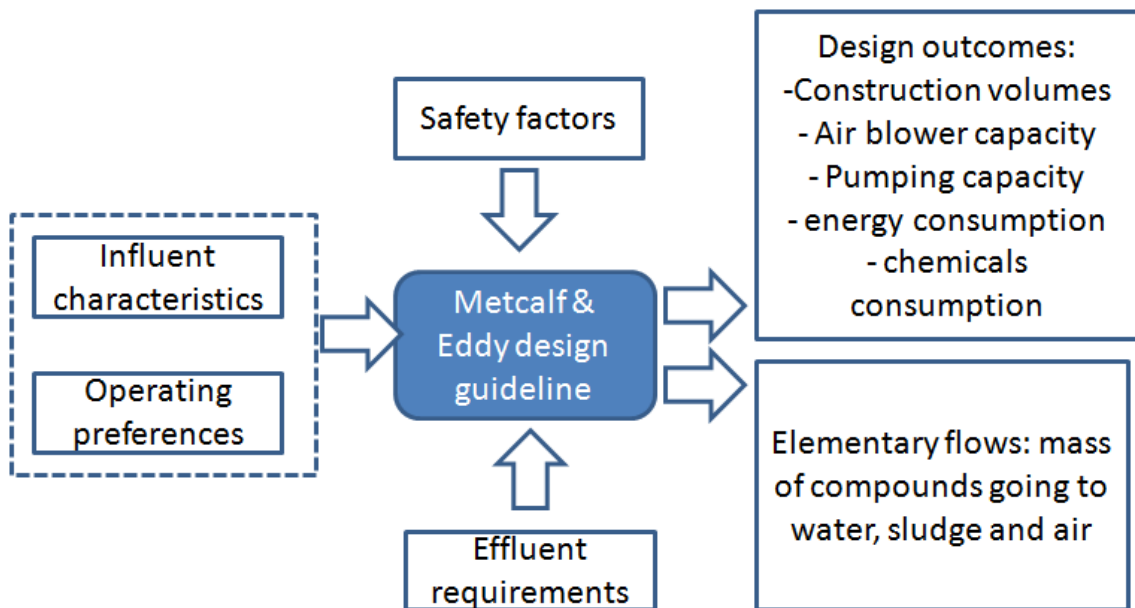 Safety factors
Influent
characteristics
Operating
preferences
Metcalf &
Eddy design
guideline
Effluent
requirements
Design outcomes:
-Construction volumes
- Air blower capacity
- Pumping capacity
- energy consumption
- chemicals
consumption
Elementary flows: mass
of compounds going to
water, sludge and air